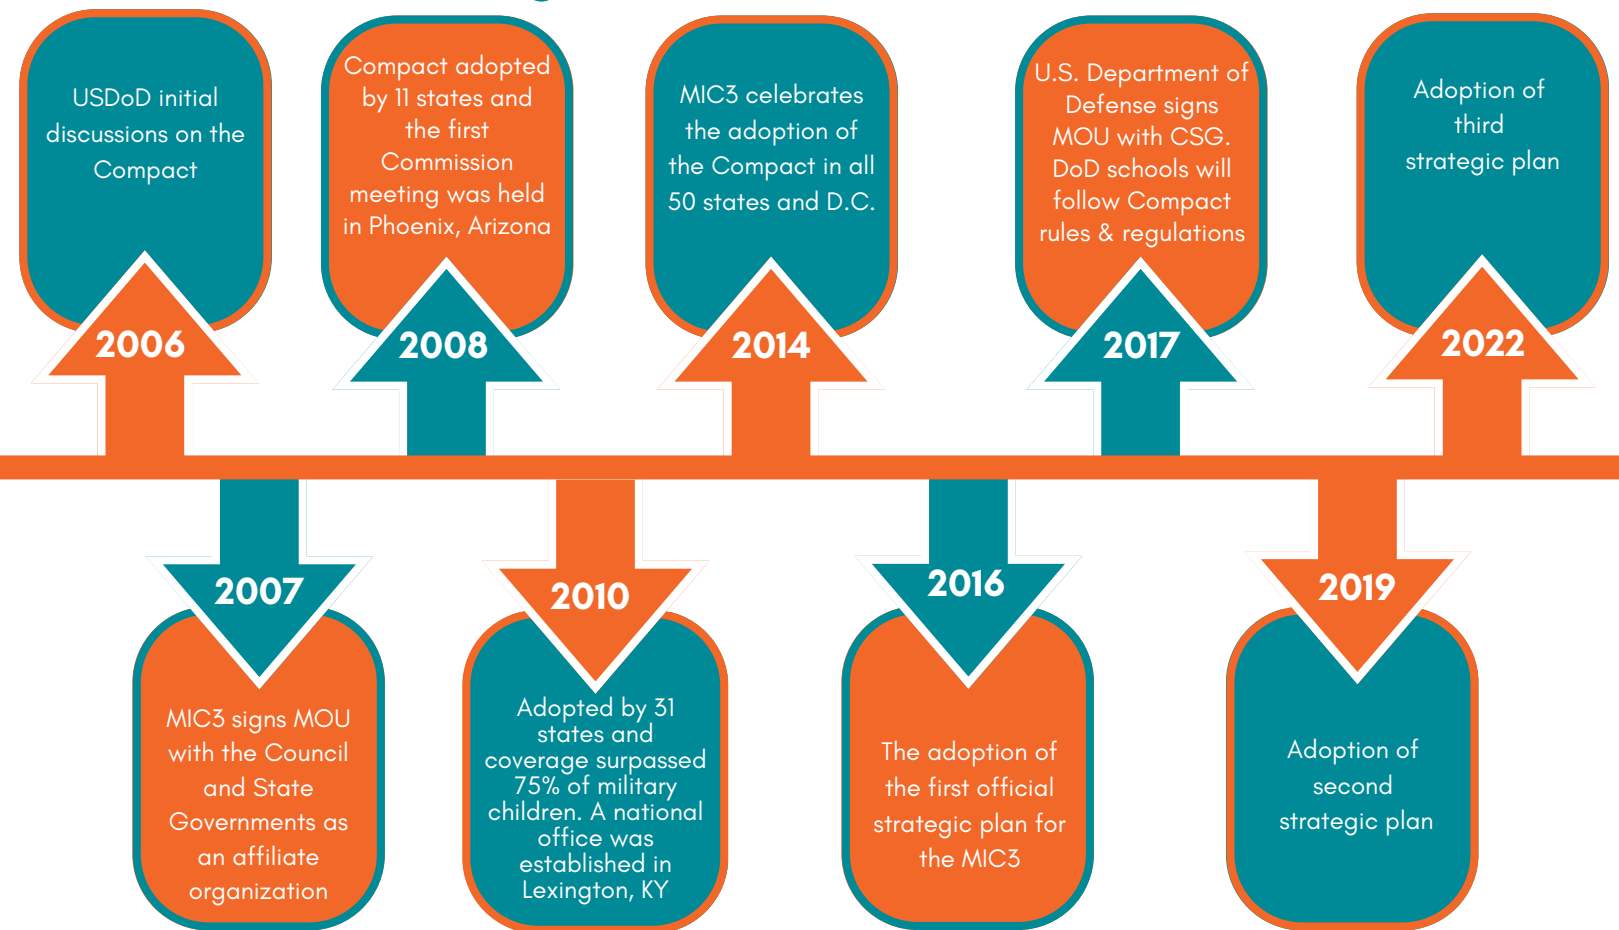 USDoD initial
discussions on the
Compact
2006
Compact adopted
by 11 states and
the first
Commission
meeting was held
in Phoenix, Arizona
2008
MIC3 celebrates
the adoption of
the Compact in all
50 states and D.C.
2014
U.S. Department of
Defense signs
MOU with CSG.
DoD schools will
follow Compact
rules & regulations
2017
Adoption of
third
strategic plan
2022
2007
MIC3 signs MOU
with the Council
and State
Governments as
an affiliate
organization
2010
Adopted by 31
states and
coverage surpassed
75% of military
children. A national
office was
established in
Lexington, KY
2016
The adoption of
the first official
strategic plan for
the MIC3
2019
Adoption of
second
strategic plan